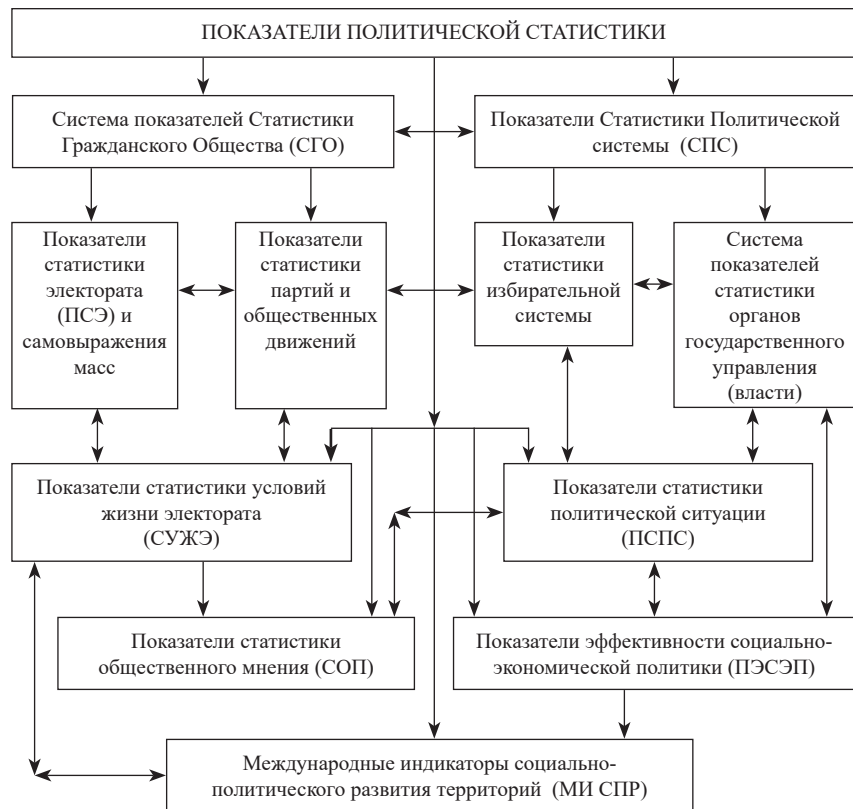 ПОКАЗАТЕЛИ ПОЛИТИЧЕСКОЙ СТАТИСТИКИ
Система показателей Статистики
Гражданского Общества (СГО)
Показатели Статистики Политической
системы (СПС)
Показатели
статистики
электората
(ПСЭ) и
самовыражения
масс
Показатели
статистики
партий и
общественных
движений
Показатели
статистики
избирательной
системы
Система
показателей
статистики
органов
государственного
управления
(власти)
Показатели статистики условий
жизни электората
(СУЖЭ)
Показатели статистики
политической ситуации
(ПСПС)
Показатели статистики
общественного мнения (СОП)
Показатели эффективности социально-
экономической политики (ПЭСЭП)
Международные индикаторы социально-
политического развития территорий (МИ СПР)